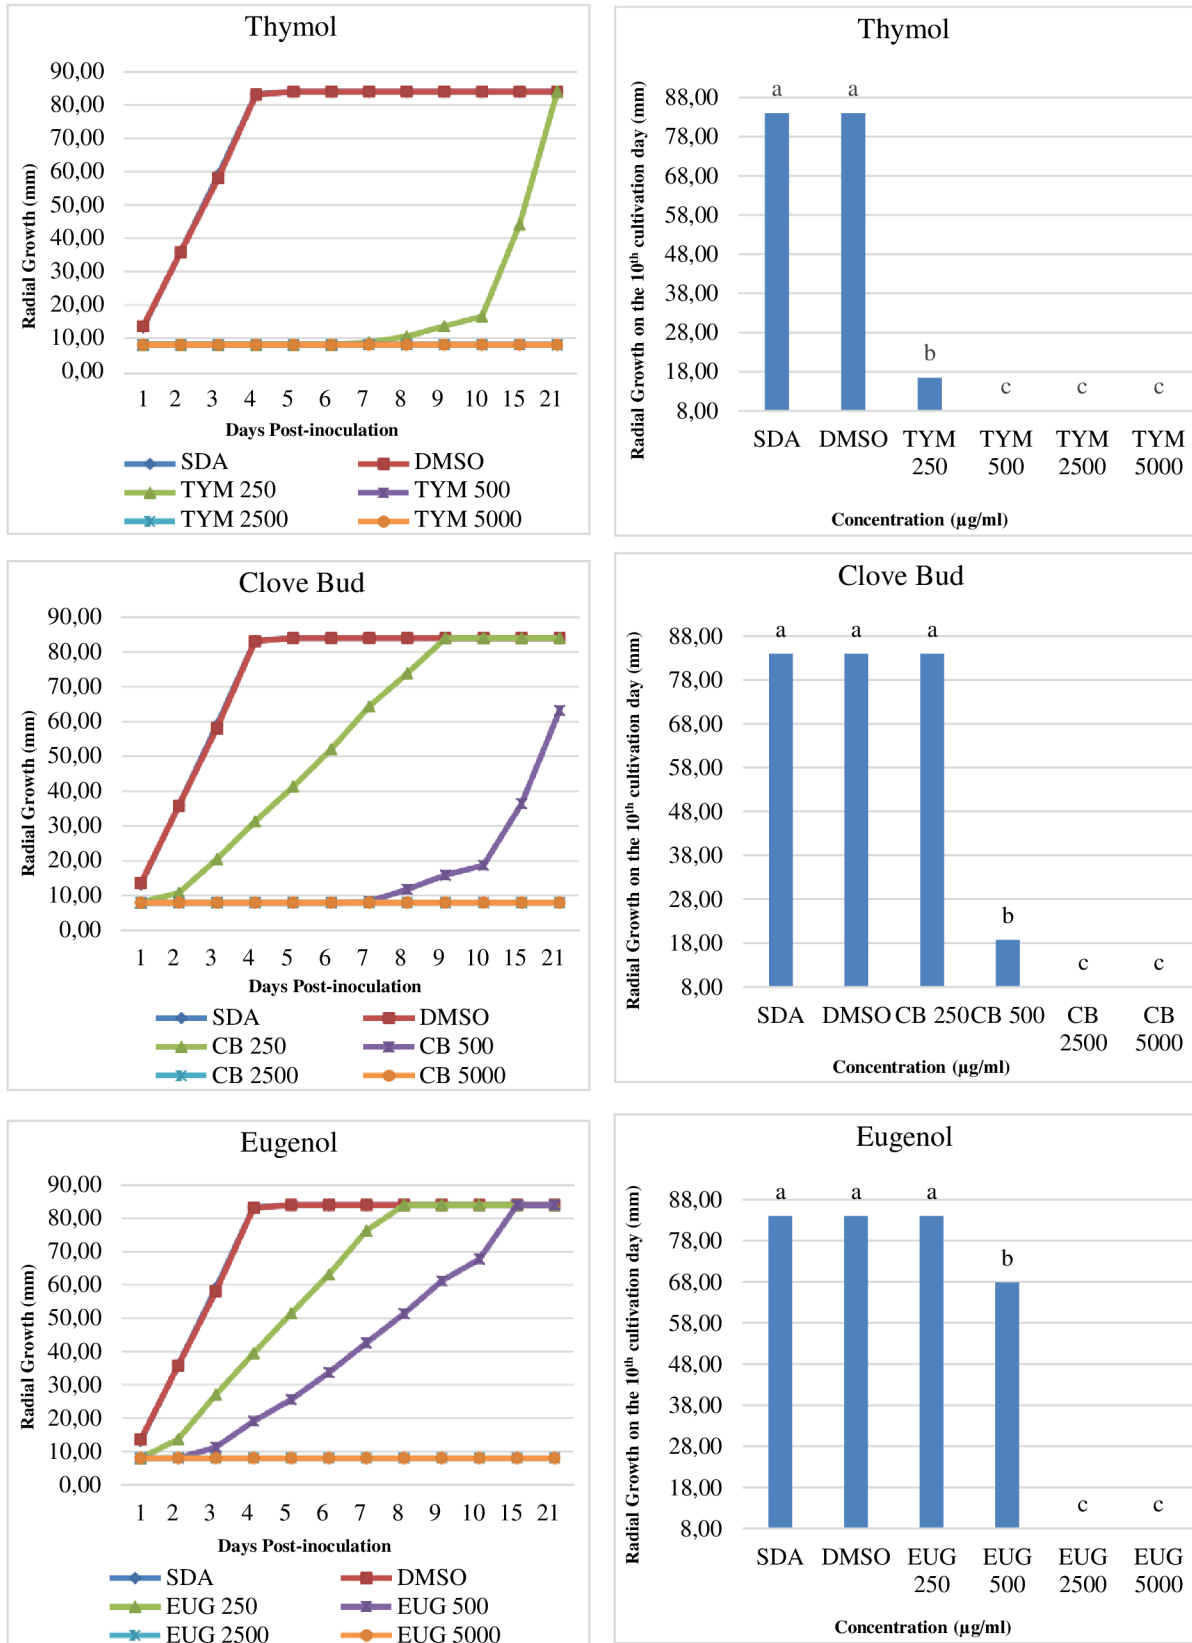 Thymol
Radial Growth (mm)
90,00
80,00
70,00
60,00
50,00
40,00
30,00
20,00
10,00
0,00
1 2 3 4 5 6 7 8 9 10 15 21
Days Post-inoculation
SDA DMSO
TYM 250 TYM 500
TYM 2500 TYM 5000
Thymol
Radial Growth on the 10th cultivation day (mm)
88,00
78,00
68,00
58,00
48,00
38,00
28,00
18,00
8,00
a a b c c c
SDA DMSO TYM TYM TYM TYM
250 500 2500 5000
Concentration (µg/ml)
Clove Bud
Radial Growth (mm)
90,00
80,00
70,00
60,00
50,00
40,00
30,00
20,00
10,00
0,00
1 2 3 4 5 6 7 8 9 10 15 21
Days Post-inoculation
SDA DMSO
CB 250 CB 500
CB 2500 CB 5000
Clove Bud
Radial Growth on the 10th cultivation day (mm)
88,00
78,00
68,00
58,00
48,00
38,00
28,00
18,00
8,00
a a a b c c
SDA DMSO CB 250 CB 500 CB CB
2500 5000
Concentration (µg/ml)
Eugenol
Radial Growth (mm)
90,00
80,00
70,00
60,00
50,00
40,00
30,00
20,00
10,00
0,00
1 2 3 4 5 6 7 8 9 10 15 21
Days Post-inoculation
SDA DMSO
EUG 250 EUG 500
EUG 2500 EUG 5000
Eugenol
Radial Growth on the 10th cultivation day (mm)
88,00
78,00
68,00
58,00
48,00
38,00
28,00
18,00
8,00
a a a b c c
SDA DMSO EUG EUG EUG EUG
250 500 2500 5000
Concentration (µg/ml)